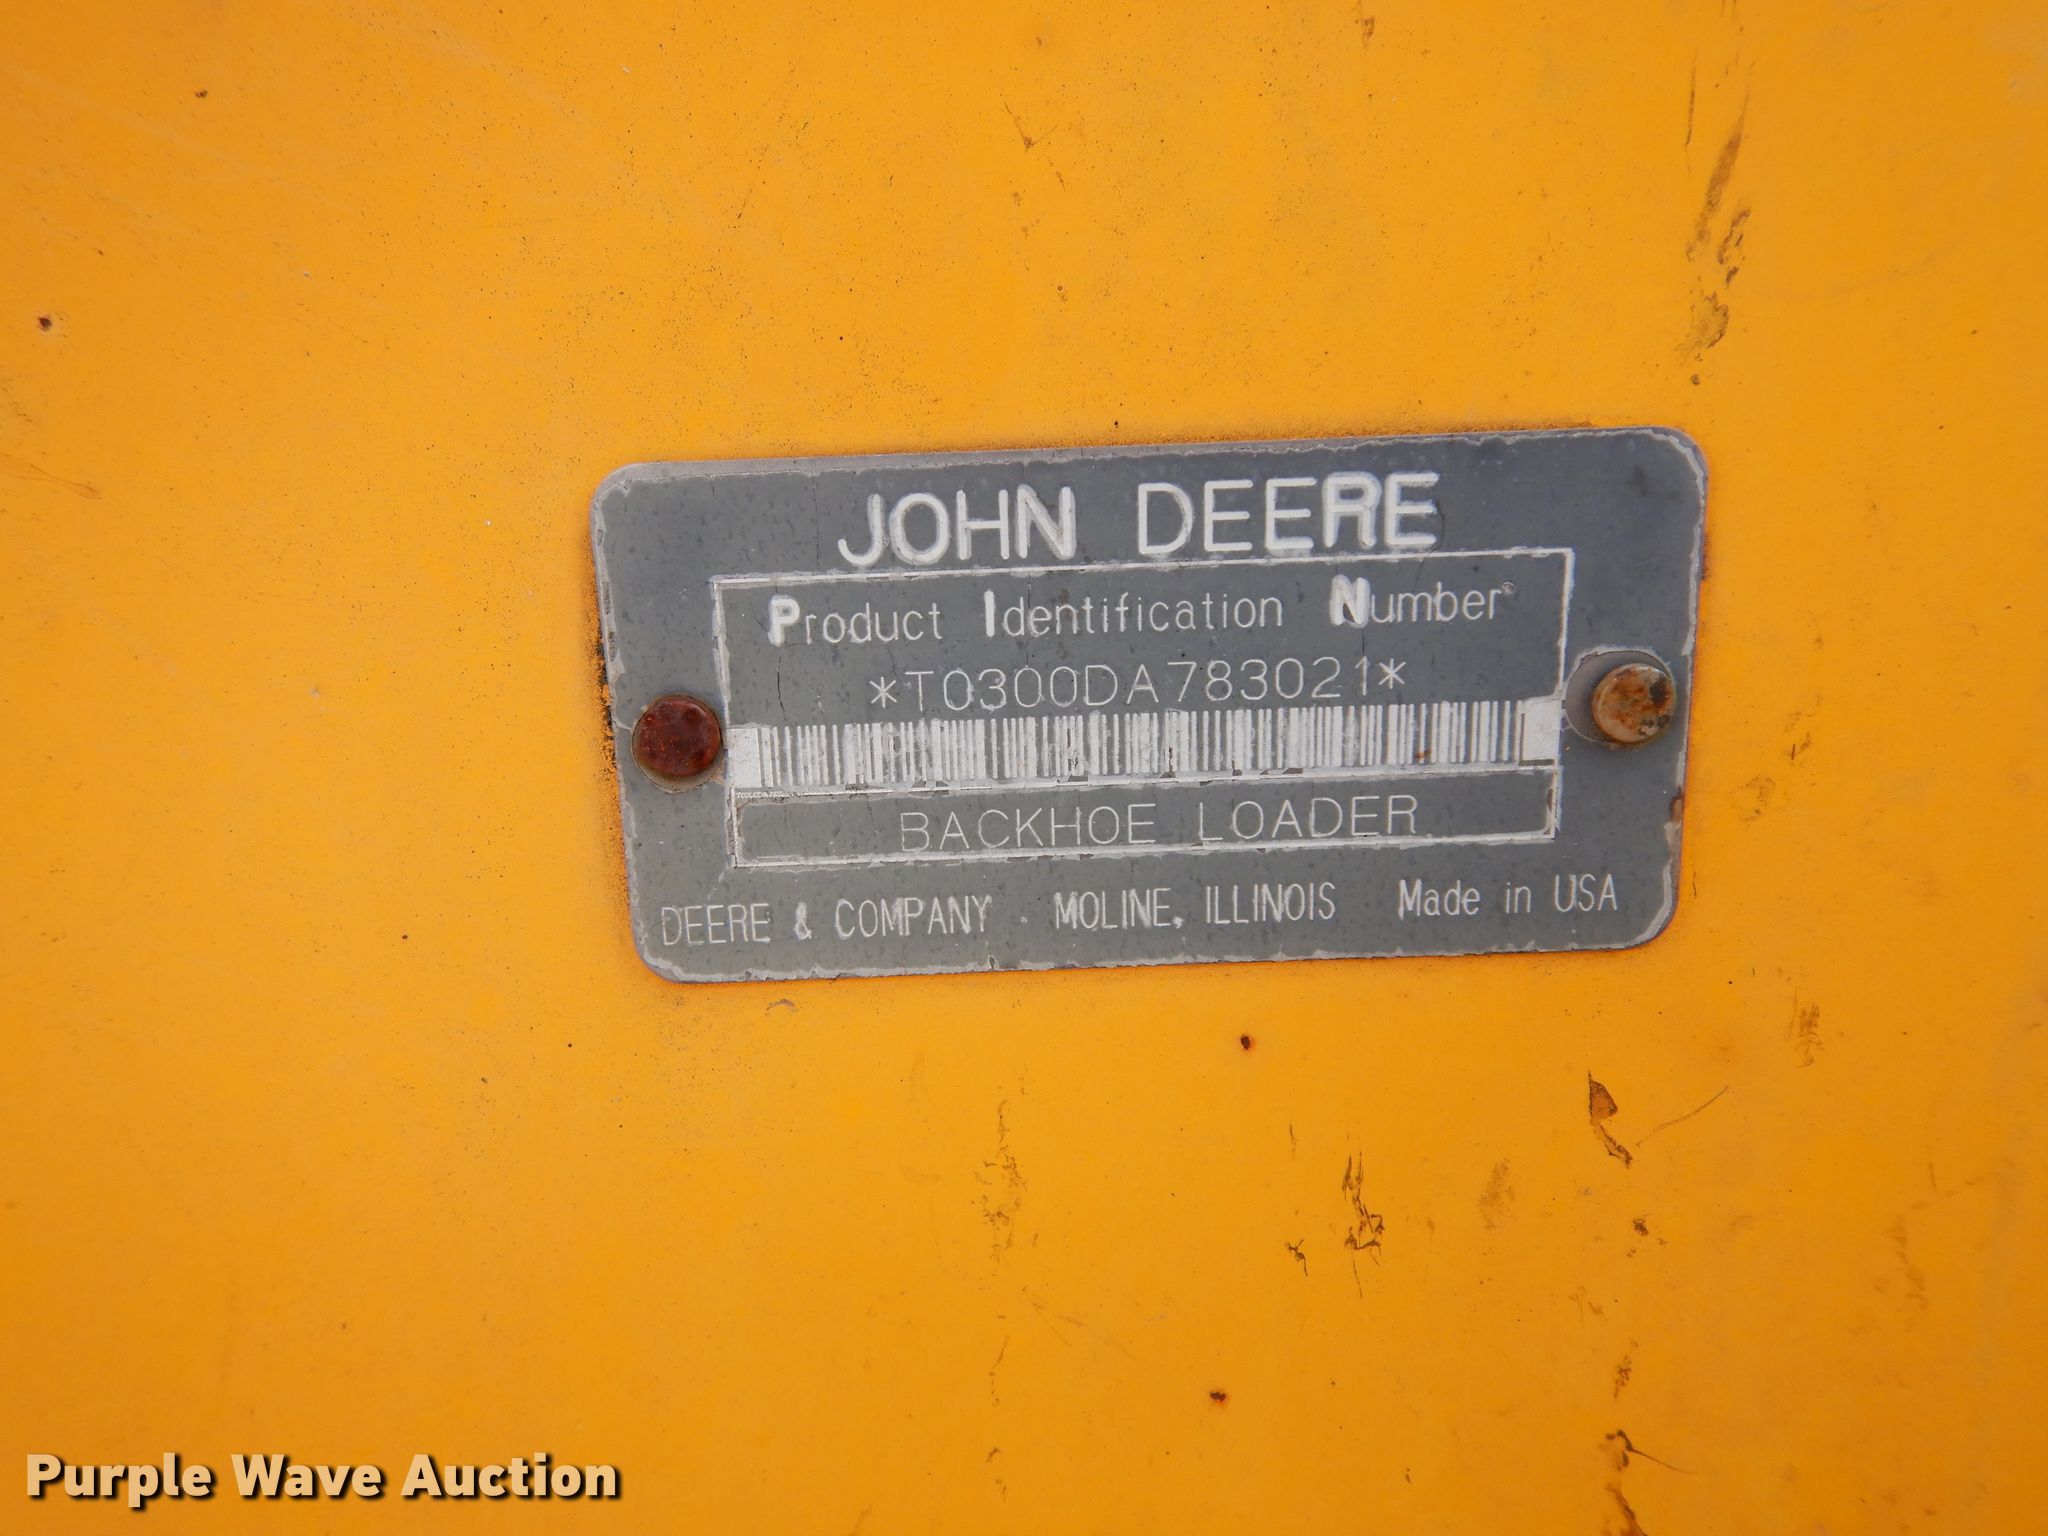 JOHN DEERE
Product Identification Number
*T0300DA783021*
BACKHOE LOADER
DEERE & COMPANY MOLINE, ILLINOIS Made in USA
Purple Wave Auction